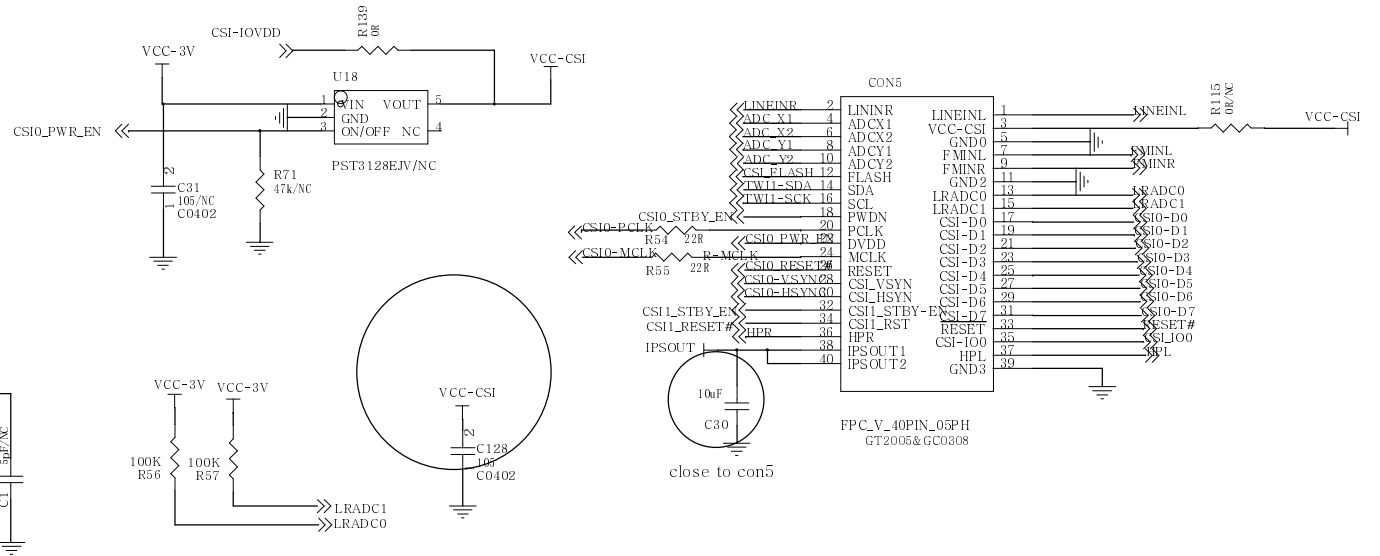 R139
0R
CSI-IOVDD
VCC-3V
VCC-CSI
U18
1 VIN VOUT 5
2 GND
3 ON/OFF NC 4
CSI0_PWR_EN
PST3128EJV/NC
2
C31
105/NC
1 C0402
R71
47k/NC
CON5
R115
0R/NC
VCC-CSI
LINEINR 2 LININR
ADC_X1 4 ADCX1
ADC_X2 6 ADCX2
ADC_Y1 8 ADCY1
ADC_Y2 10 ADCY2
CSI_FLASH 12 FLASH
TWI1-SDA 14 SDA
TWI1-SCK 16 SCL
CSI0_STBY_EN 18 PWDN
CSI0-PCLK R54 22R 20 PCLK
CSI0_PWR_EN 22 DVDD
CSI0-MCLK R55 22R R-MCLK 24 MCLK
CSI0_RESET# 26 RESET
CSI0-VSYNC 28 CSI_VSYN
CSI0-HSYNC 30 CSI_HSYN
CSI1_STBY_EN 32 CSI1_STBY-EN
CSI1_RESET# 34 CSI1_RST
HPR 36 HPR
IPSOUT 38 IPSOUT1
40 IPSOUT2
LINEINL 1 LINEINL
VCC-CSI 3
GND0 5
FMINL 7 FMINL
FMINR 9 FMINR
GND2 11
LRADC0 13 LRADC0
LRADC1 15 LRADC1
CSI-D0 17 CSI0-D0
CSI-D1 19 CSI0-D1
CSI-D2 21 CSI0-D2
CSI-D3 23 CSI0-D3
CSI-D4 25 CSI0-D4
CSI-D5 27 CSI0-D5
CSI-D6 29 CSI0-D6
CSI-D7 31 CSI0-D7
RESET 33 RESET#
CSI-IO0 35 CSI_IO0
HPL 37 HPL
GND3 39
10uF
C30
close to con5
FPC_V_40PIN_05PH
GT2005&GC0308
VCC-3V VCC-3V
100K
R56
100K
R57
LRADC1
LRADC0
VCC-CSI
2
C128
105
C0402
5pF/NC
C1